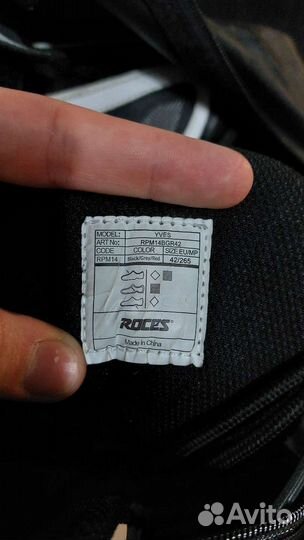 MODEL: YVES
ART No: RPM14BGR42
CODE COLOR SIZE:EU/MP
RPM14 Black/Grey/Red 42/265
ROCES
Made in China
Avito